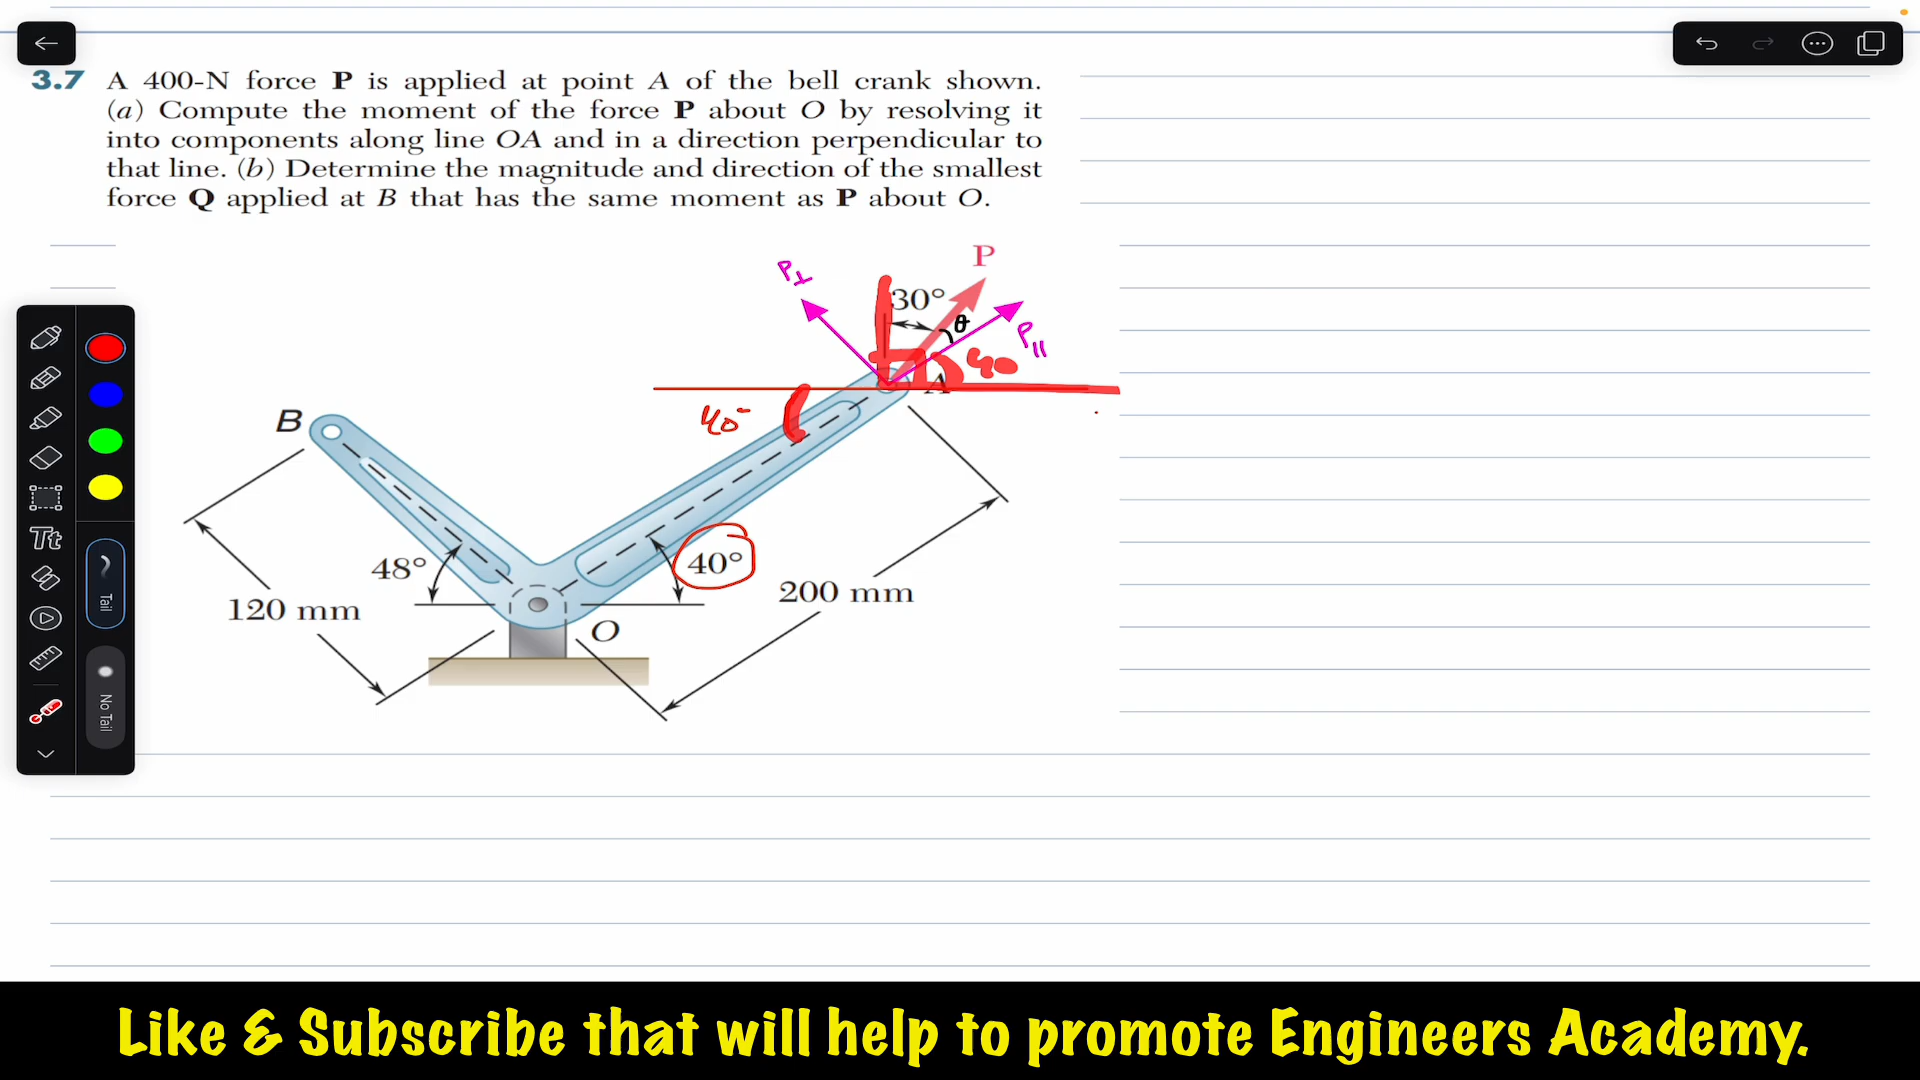 3.7 A 400-N force P is applied at point A of the bell crank shown.
(a) Compute the moment of the force P about O by resolving it
into components along line OA and in a direction perpendicular to
that line. (b) Determine the magnitude and direction of the smallest
force Q applied at B that has the same moment as P about O.
P
P⊥
30°
θ
P||
40
A
B
40°
48°
40°
200 mm
120 mm
O
Tt
Tail
No Tail
Like & Subscribe that will help to promote Engineers Academy.